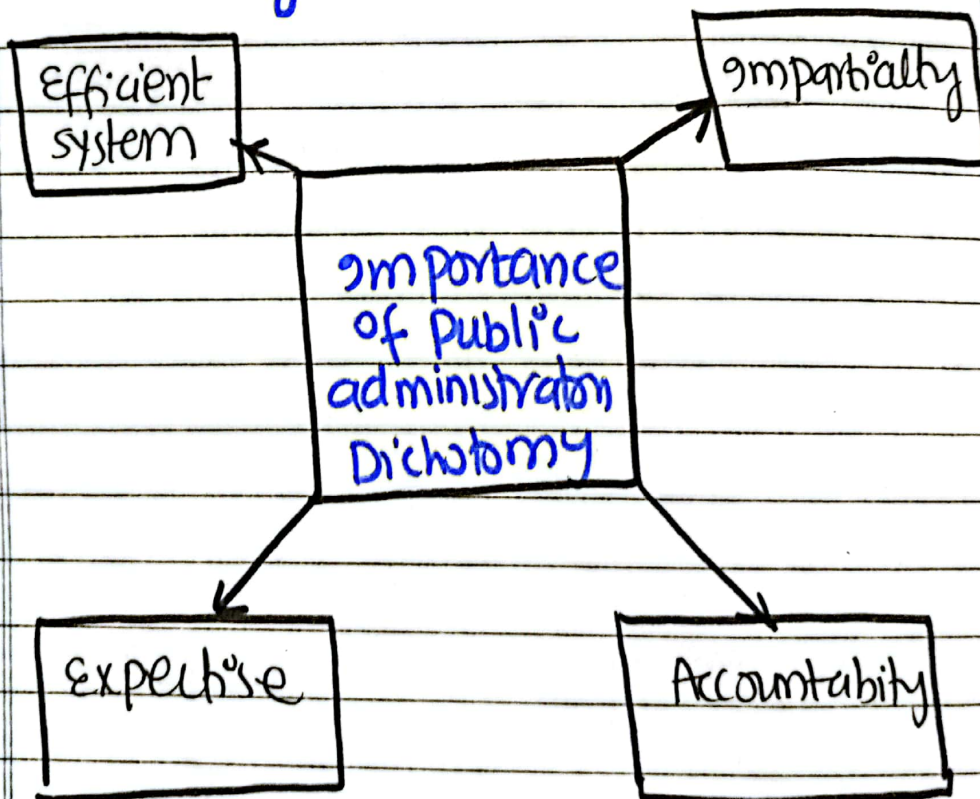 Efficient
system
Impartialty
Importance
of Public
administraton
Dichotomy
Expertise
Accountabity